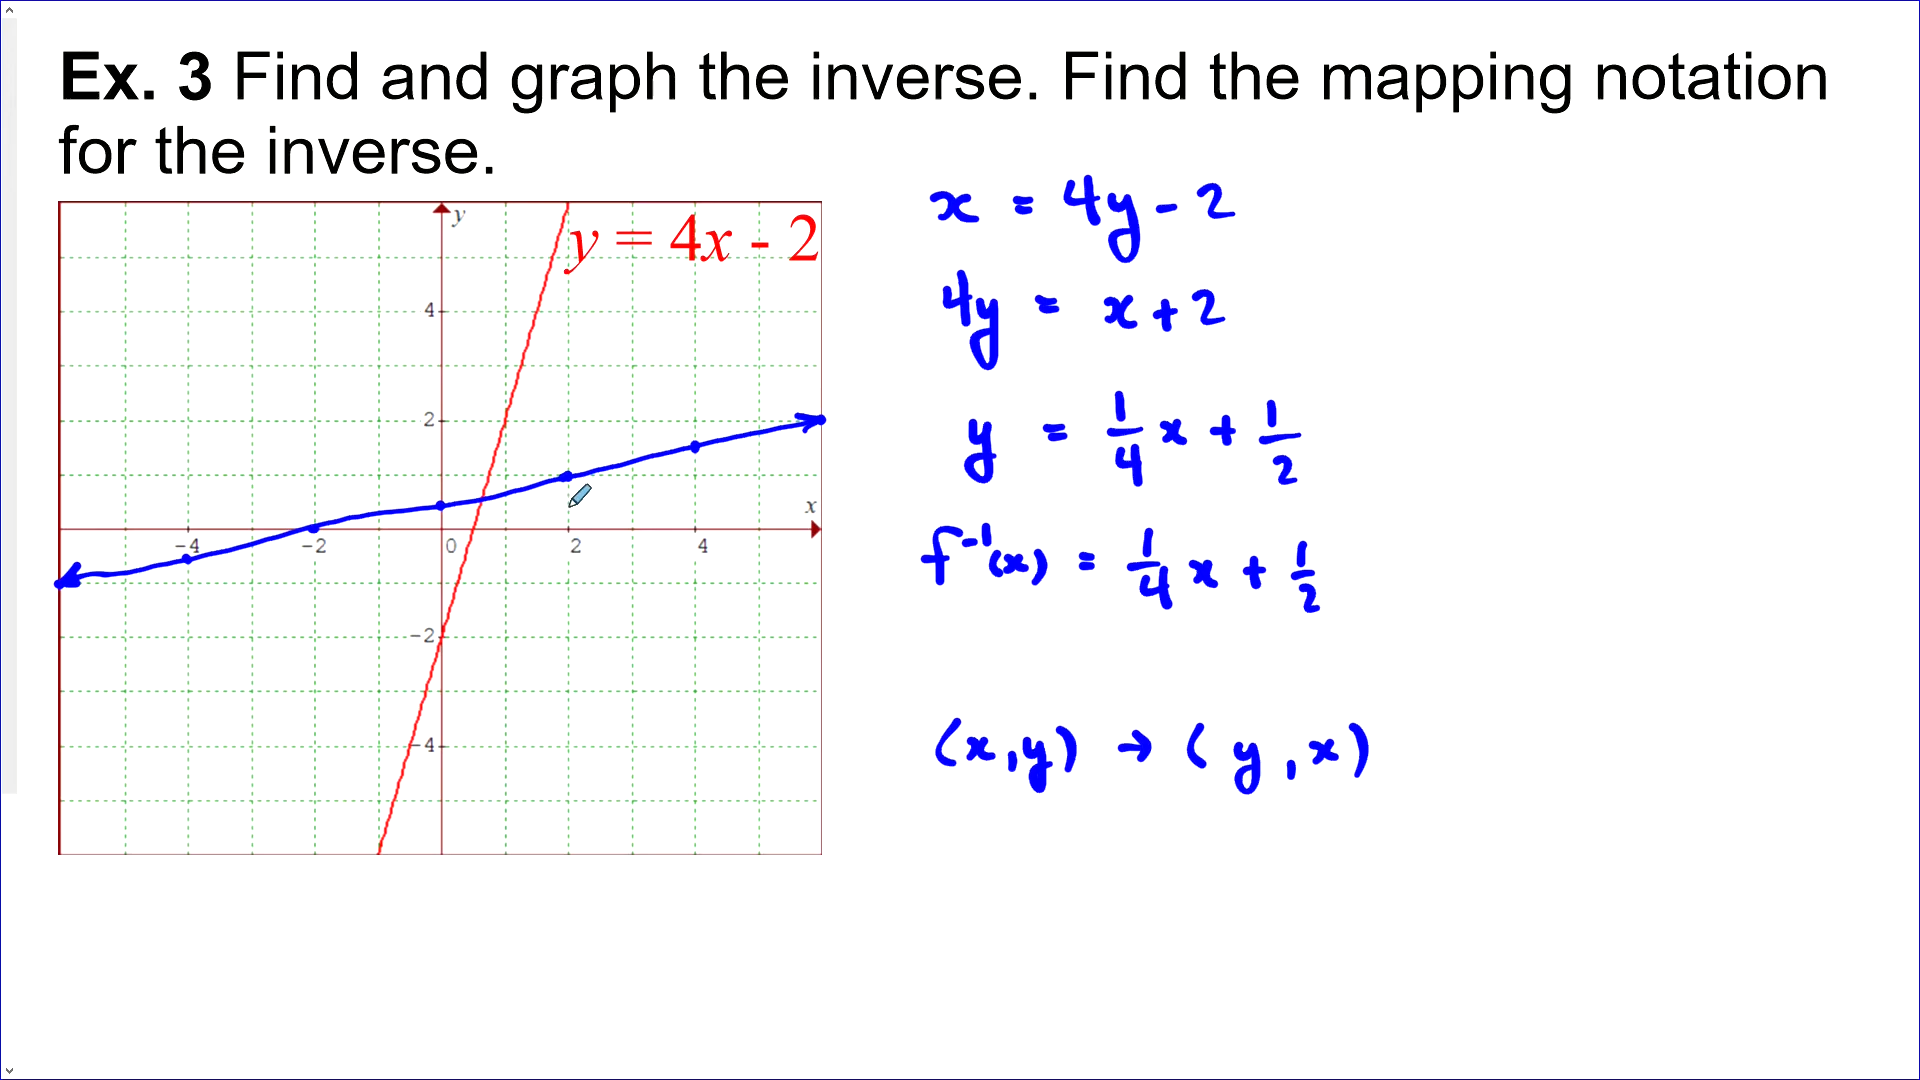 Ex. 3 Find and graph the inverse. Find the mapping notation
for the inverse.
y
y = 4x - 2
4
2
x
-4
-2
0
2
4
-2
-4
x = 4y - 2
4y = x + 2
y = 1/4 x + 1/2
f⁻¹(x) = 1/4 x + 1/2
(x, y) → (y, x)